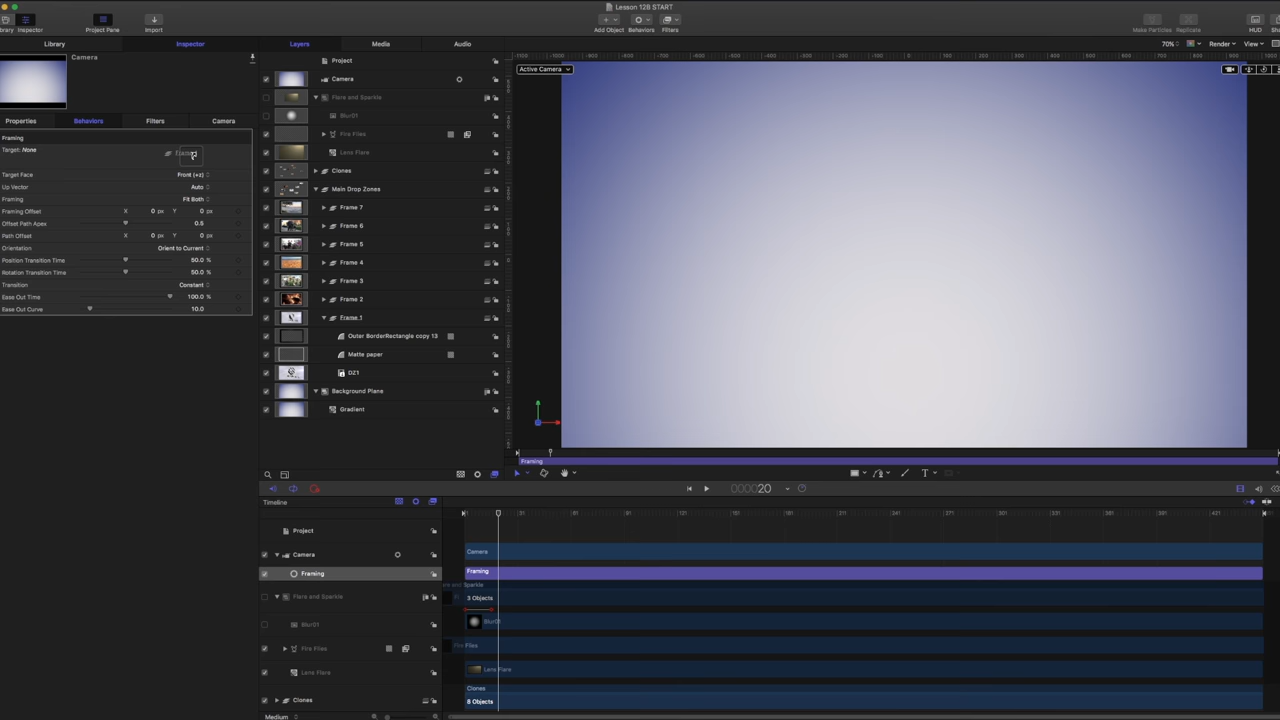 Lesson 12B START
Library
Inspector
Project Pane
Import
Add Object
Behaviors
Filters
Make Particles
Replicate
HUD
Library
Inspector
Layers
Media
Audio
70%
Render
View
Camera
Project
Active Camera
Camera
Flare and Sparkle
Blur01
Properties
Behaviors
Filters
Camera
Fire Flies
Framing
Target: None
Lens Flare
Target Face Front (+z)
Clones
Up Vector Auto
Main Drop Zones
Framing Fit Both
Frame 7
Framing Offset X 0 px Y 0 px
Offset Path Apex 0.5
Frame 6
Path Offset X 0 px Y 0 px
Frame 5
Orientation Orient to Current
Position Transition Time 50.0 %
Frame 4
Rotation Transition Time 50.0 %
Frame 3
Transition Constant
Ease Out Time 100.0 %
Frame 2
Ease Out Curve 10.0
Frame 1
Outer BorderRectangle copy 13
Matte paper
DZ1
Background Plane
Gradient
Framing
T
00000020
Timeline
Project
Camera
Camera
Framing
Framing
Flare and Sparkle
3 Objects
Blur01
Blur01
Fire Flies
Fire Flies
Lens Flare
Lens Flare
Clones
Clones
8 Objects
Medium